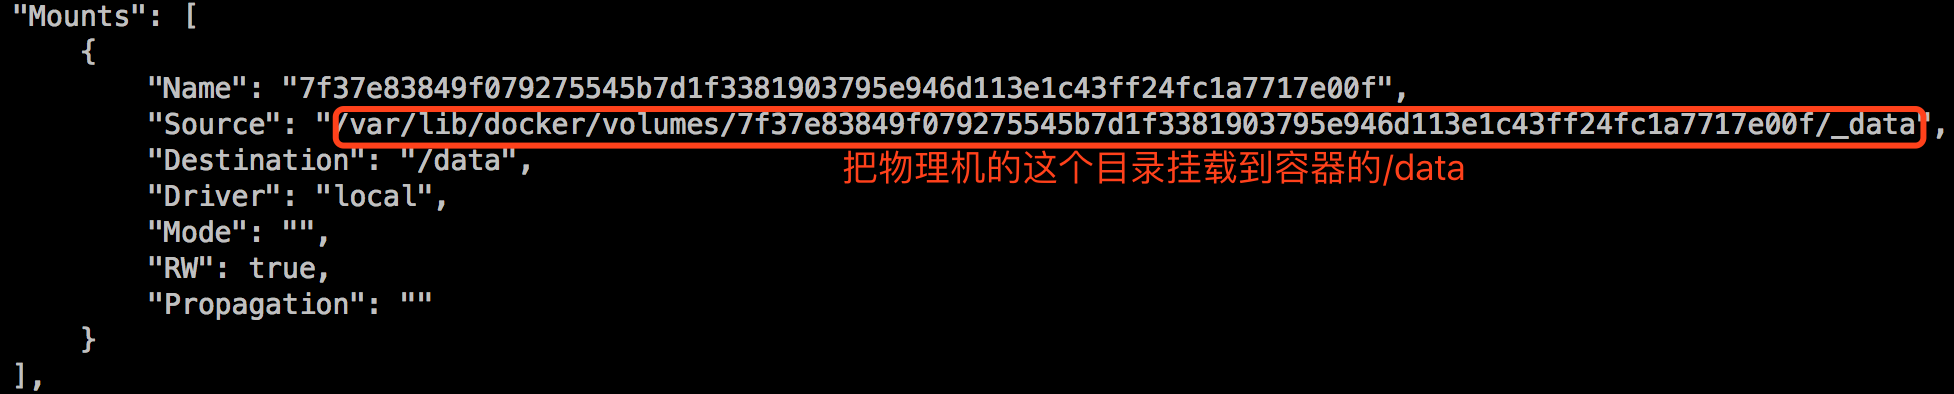 "Mounts": [
{
"Name": "7f37e83849f079275545b7d1f3381903795e946d113e1c43ff24fc1a7717e00f",
"Source": "/var/lib/docker/volumes/7f37e83849f079275545b7d1f3381903795e946d113e1c43ff24fc1a7717e00f/_data",
"Destination": "/data",
把物理机的这个目录挂载到容器的/data
"Driver": "local",
"Mode": "",
"RW": true,
"Propagation": ""
}
],